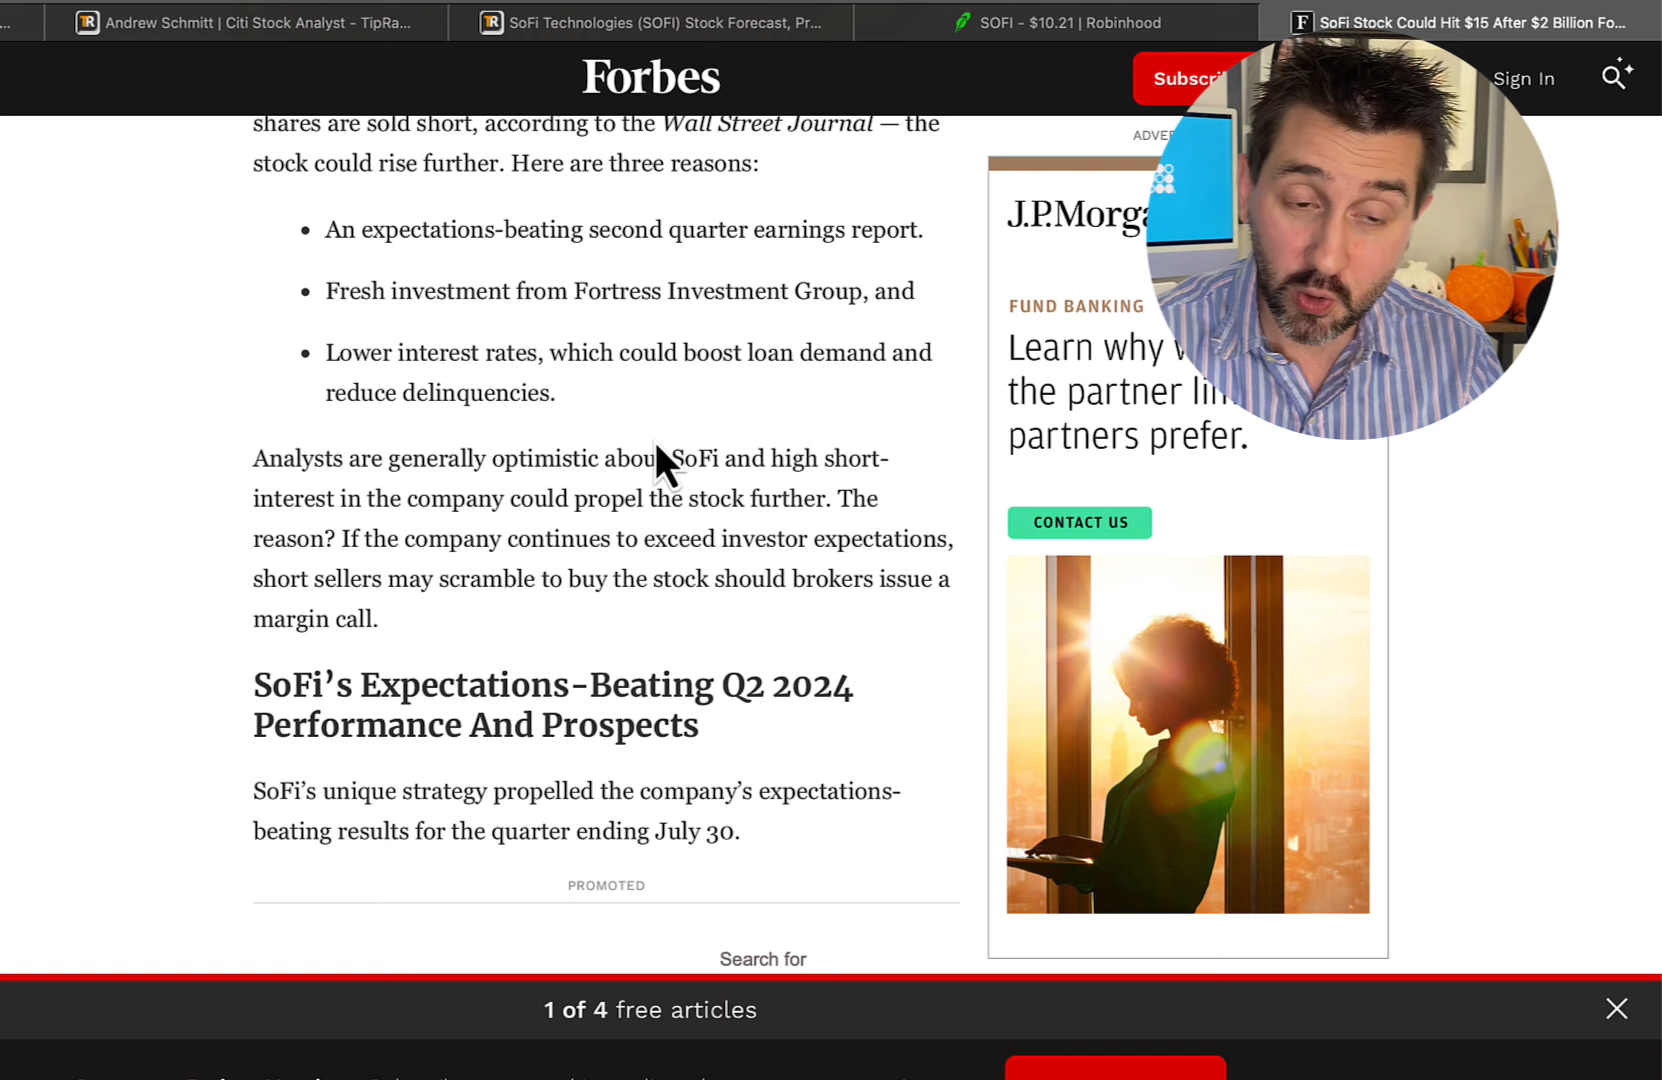 Andrew Schmitt | Citi Stock Analyst - TipRa...
SoFi Technologies (SOFI) Stock Forecast, Pr...
SOFI - $10.21 | Robinhood
SoFi Stock Could Hit $15 After $2 Billion Fo...
Forbes
Sign In
shares are sold short, according to the Wall Street Journal — the
stock could rise further. Here are three reasons:
• An expectations-beating second quarter earnings report.
• Fresh investment from Fortress Investment Group, and
• Lower interest rates, which could boost loan demand and
reduce delinquencies.
Analysts are generally optimistic about SoFi and high short-
interest in the company could propel the stock further. The
reason? If the company continues to exceed investor expectations,
short sellers may scramble to buy the stock should brokers issue a
margin call.
SoFi's Expectations-Beating Q2 2024
Performance And Prospects
SoFi's unique strategy propelled the company's expectations-
beating results for the quarter ending July 30.
PROMOTED
Search for
J.P.Morga
FUND BANKING
Learn why
the partner
partners prefer.
CONTACT US
1 of 4 free articles